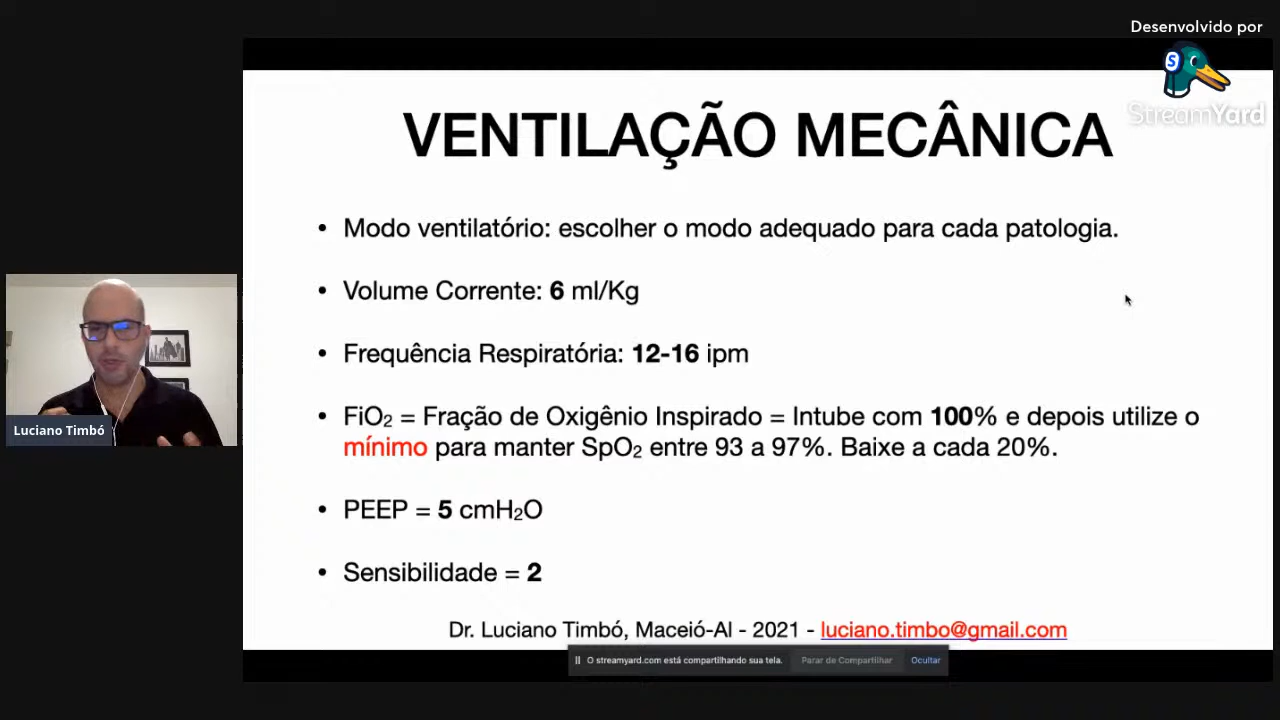 Desenvolvido por
StreamYard
VENTILAÇÃO MECÂNICA
• Modo ventilatório: escolher o modo adequado para cada patologia.
• Volume Corrente: 6 ml/Kg
• Frequência Respiratória: 12-16 ipm
• FiO₂ = Fração de Oxigênio Inspirado = Intube com 100% e depois utilize o
mínimo para manter SpO₂ entre 93 a 97%. Baixe a cada 20%.
• PEEP = 5 cmH₂O
• Sensibilidade = 2
Luciano Timbó
Dr. Luciano Timbó, Maceió-Al - 2021 - luciano.timbo@gmail.com
O streamyard.com está compartilhando sua tela. Parar de Compartilhar Ocultar